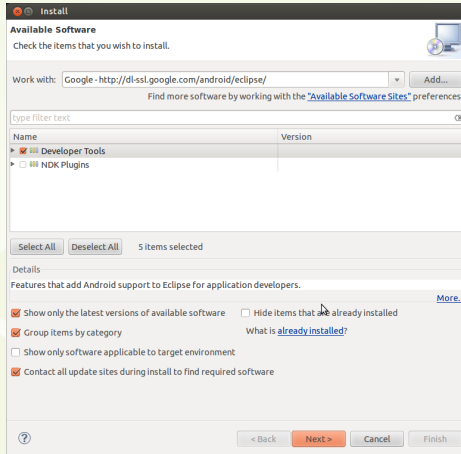 Install
Available Software
Check the items that you wish to install.
Work with: Google - http://dl-ssl.google.com/android/eclipse/ Add...
Find more software by working with the "Available Software Sites" preferences
type filter text
Name Version
Developer Tools
NDK Plugins
Select All Deselect All 5 items selected
Details
Features that add Android support to Eclipse for application developers.
More.
Show only the latest versions of available software Hide items that are already installed
Group items by category What is already installed?
Show only software applicable to target environment
Contact all update sites during install to find required software
? < Back Next > Cancel Finish